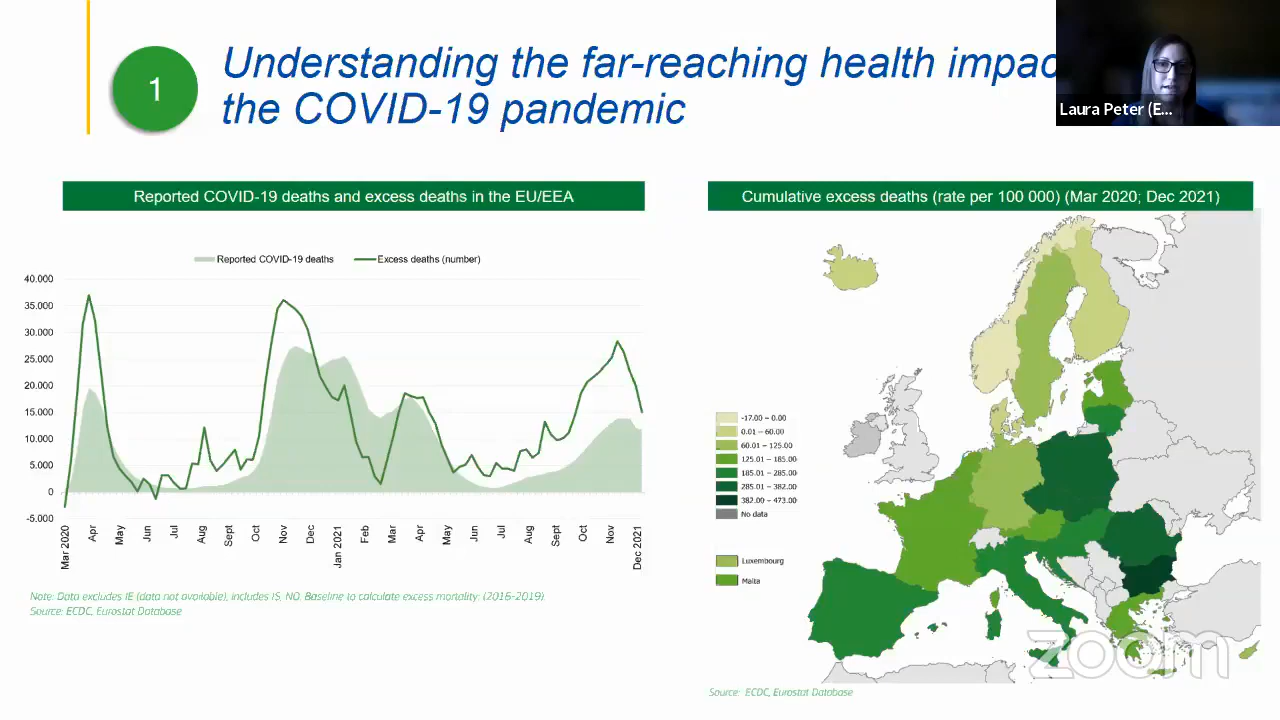 1
Understanding the far-reaching health impac
the COVID-19 pandemic
Laura Peter (E...
Reported COVID-19 deaths and excess deaths in the EU/EEA
Reported COVID-19 deaths
Excess deaths (number)
40.000
35.000
30.000
25.000
20.000
15.000
10.000
5.000
0
-5.000
Mar 2020
Apr
May
Jun
Jul
Aug
Sept
Oct
Nov
Dec
Jan 2021
Feb
Mar
Apr
May
Jun
Jul
Aug
Sept
Oct
Nov
Dec 2021
Note: Data excludes IE (data not available), includes IS, NO. Baseline to calculate excess mortality: (2016-2019).
Source: ECDC, Eurostat Database
Cumulative excess deaths (rate per 100 000) (Mar 2020; Dec 2021)
-17.00 – 0.00
0.01 – 60.00
60.01 – 125.00
125.01 – 185.00
185.01 – 285.00
285.01 – 382.00
382.00 – 473.00
No data
Luxembourg
Malta
zoom
Source: ECDC, Eurostat Database